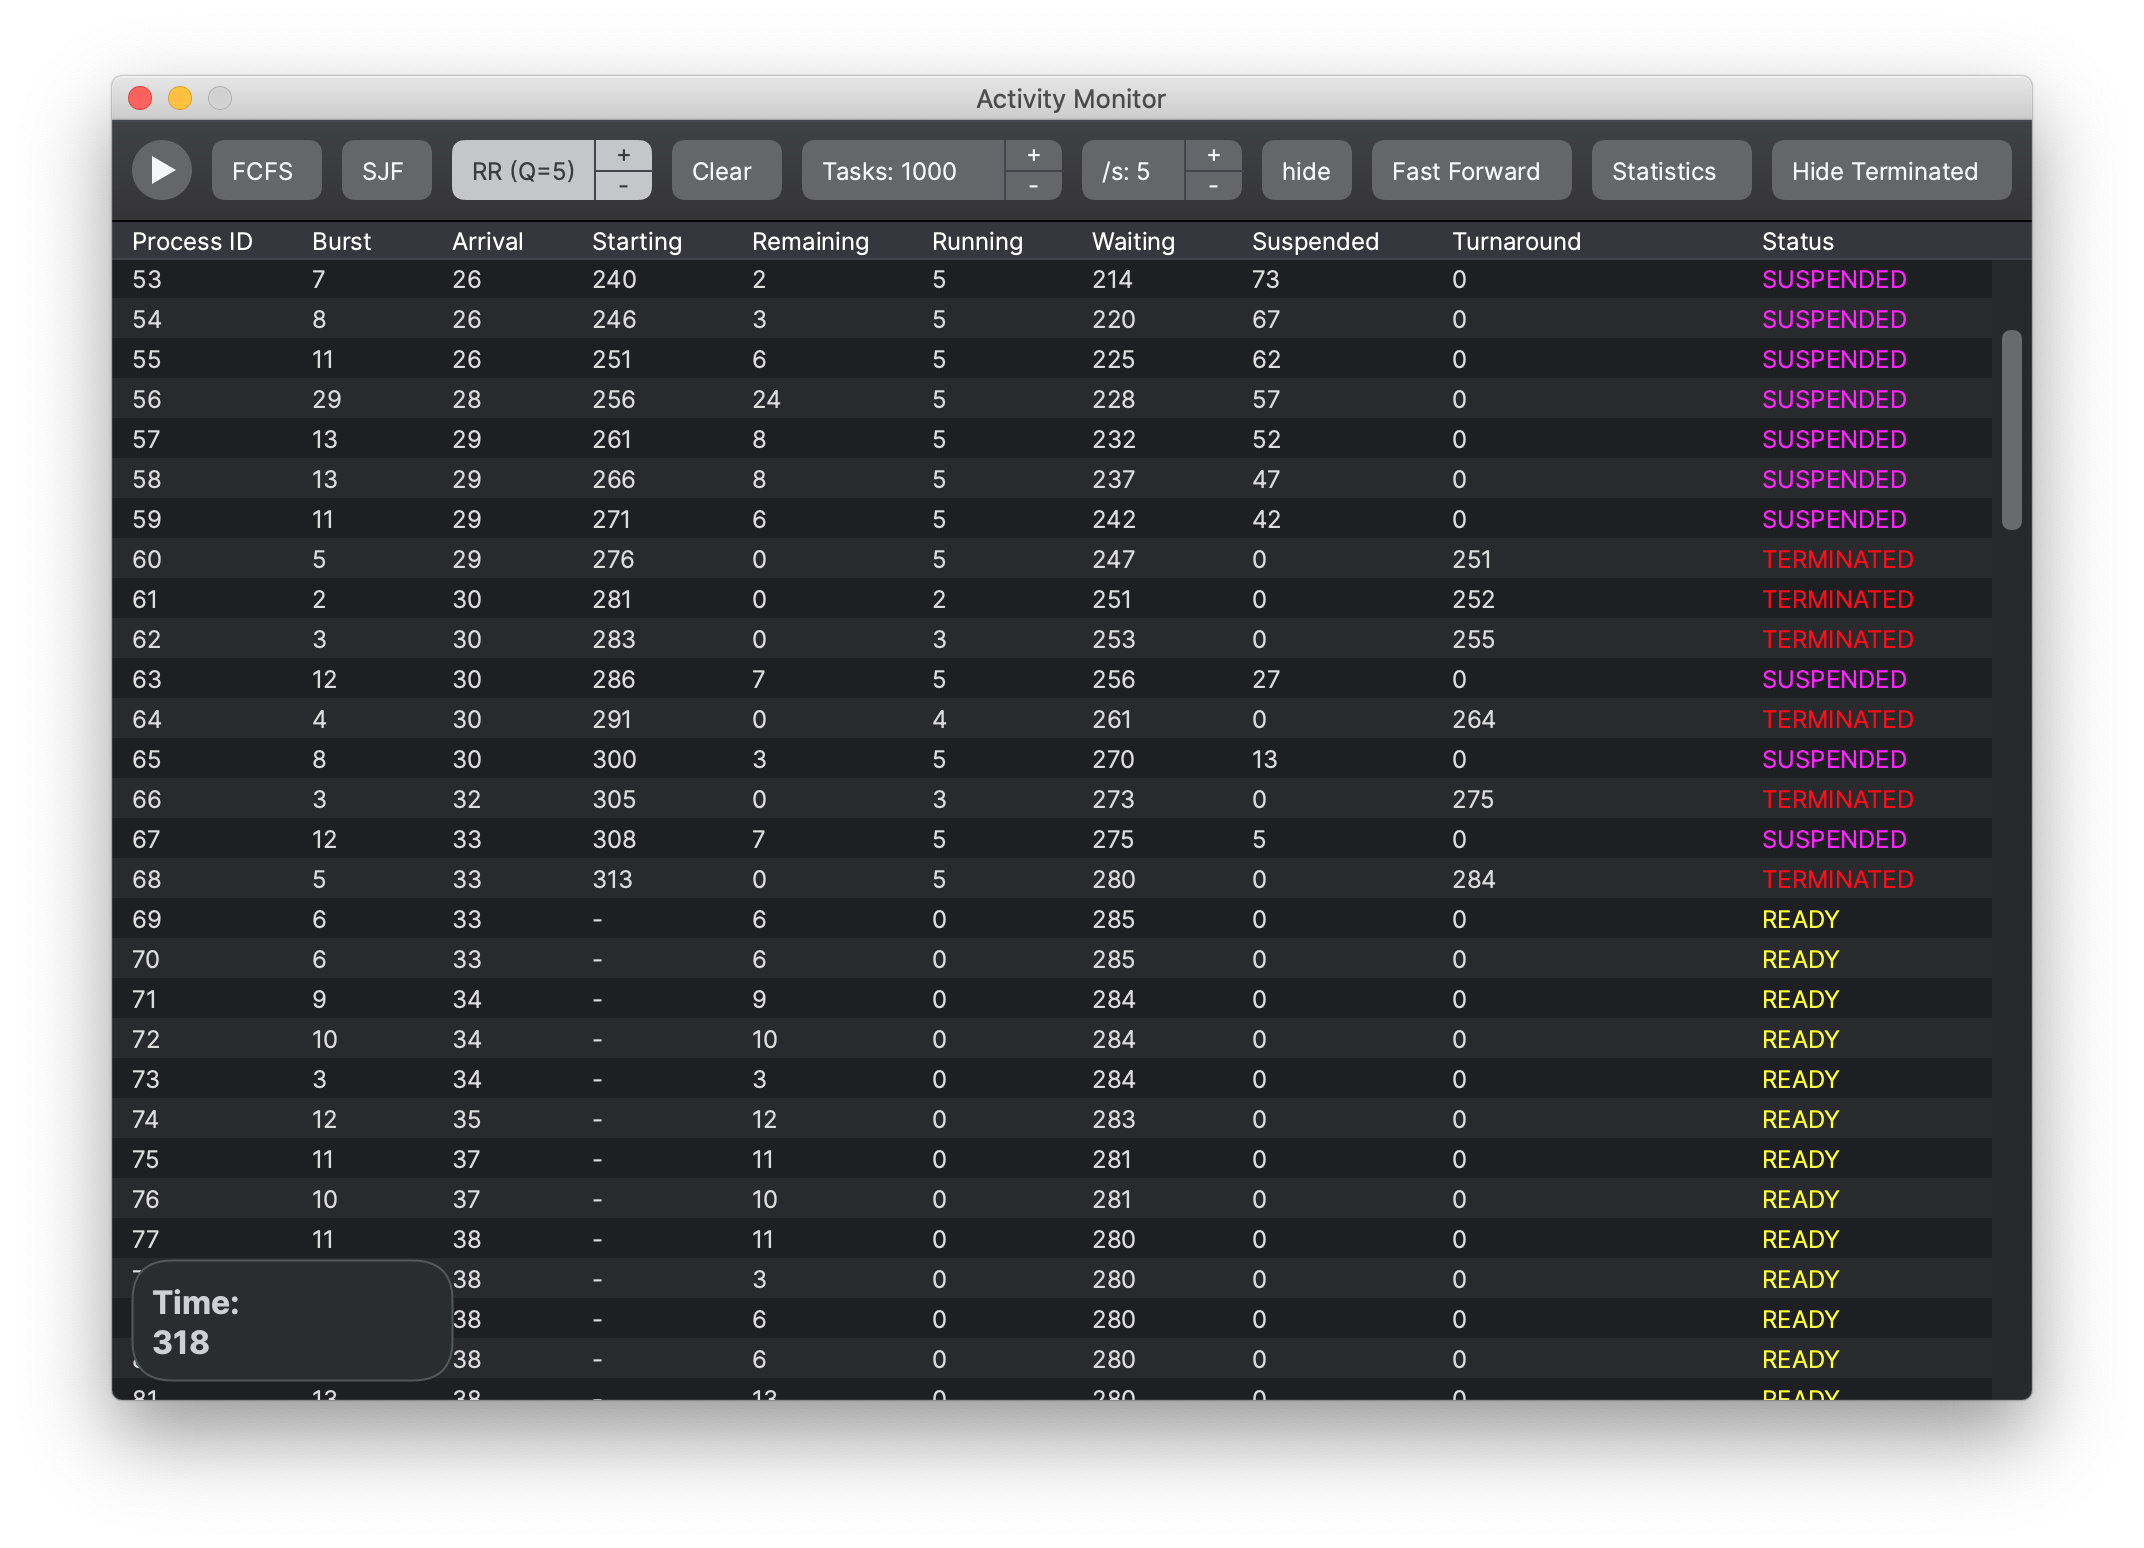 Activity Monitor
FCFS SJF RR (Q=5) + - Clear Tasks: 1000 + - /s: 5 + - hide Fast Forward Statistics Hide Terminated
Process ID Burst Arrival Starting Remaining Running Waiting Suspended Turnaround Status
53 7 26 240 2 5 214 73 0 SUSPENDED
54 8 26 246 3 5 220 67 0 SUSPENDED
55 11 26 251 6 5 225 62 0 SUSPENDED
56 29 28 256 24 5 228 57 0 SUSPENDED
57 13 29 261 8 5 232 52 0 SUSPENDED
58 13 29 266 8 5 237 47 0 SUSPENDED
59 11 29 271 6 5 242 42 0 SUSPENDED
60 5 29 276 0 5 247 0 251 TERMINATED
61 2 30 281 0 2 251 0 252 TERMINATED
62 3 30 283 0 3 253 0 255 TERMINATED
63 12 30 286 7 5 256 27 0 SUSPENDED
64 4 30 291 0 4 261 0 264 TERMINATED
65 8 30 300 3 5 270 13 0 SUSPENDED
66 3 32 305 0 3 273 0 275 TERMINATED
67 12 33 308 7 5 275 5 0 SUSPENDED
68 5 33 313 0 5 280 0 284 TERMINATED
69 6 33 - 6 0 285 0 0 READY
70 6 33 - 6 0 285 0 0 READY
71 9 34 - 9 0 284 0 0 READY
72 10 34 - 10 0 284 0 0 READY
73 3 34 - 3 0 284 0 0 READY
74 12 35 - 12 0 283 0 0 READY
75 11 37 - 11 0 281 0 0 READY
76 10 37 - 10 0 281 0 0 READY
77 11 38 - 11 0 280 0 0 READY
38 - 3 0 280 0 0 READY
38 - 6 0 280 0 0 READY
38 - 6 0 280 0 0 READY
81 13 38 - 13 0 280 0 0 READY
Time:
318